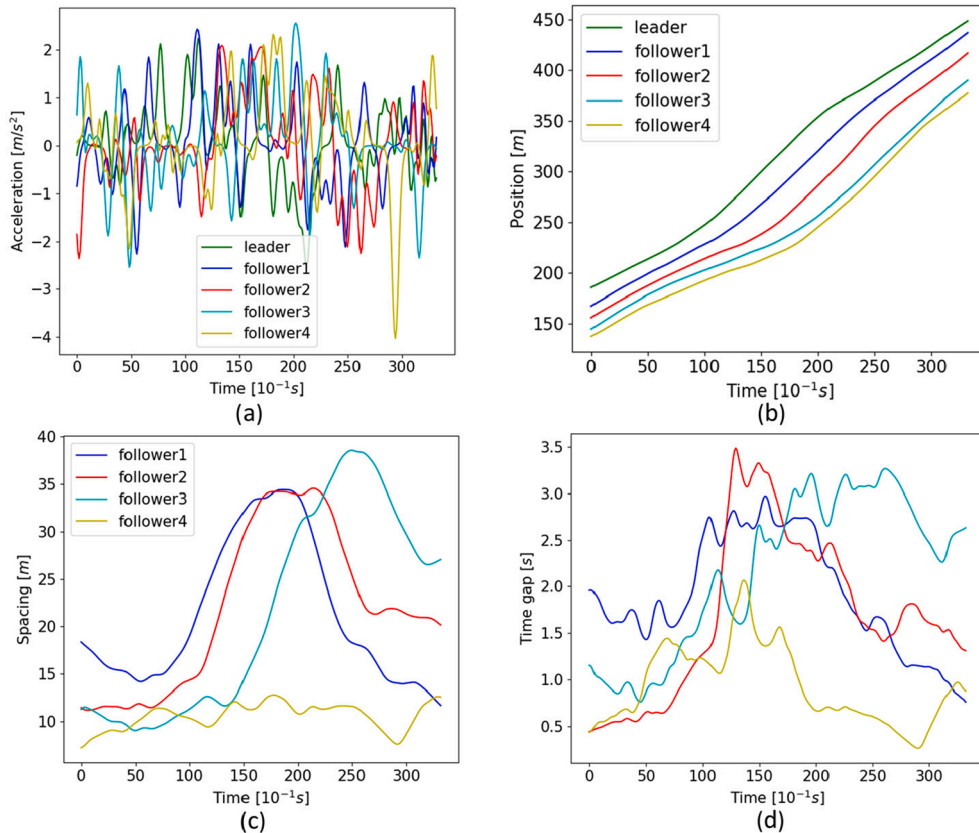 2
1
0
−1
−2
−3
−4
Acceleration [m/s²]
leader
follower1
follower2
follower3
follower4
0 50 100 150 200 250 300
Time [10⁻¹s]
(a)
450
400
350
300
250
200
150
Position [m]
leader
follower1
follower2
follower3
follower4
0 50 100 150 200 250 300
Time [10⁻¹s]
(b)
40
35
30
25
20
15
10
Spacing [m]
follower1
follower2
follower3
follower4
0 50 100 150 200 250 300
Time [10⁻¹s]
(c)
3.5
3.0
2.5
2.0
1.5
1.0
0.5
Time gap [s]
0 50 100 150 200 250 300
Time [10⁻¹s]
(d)